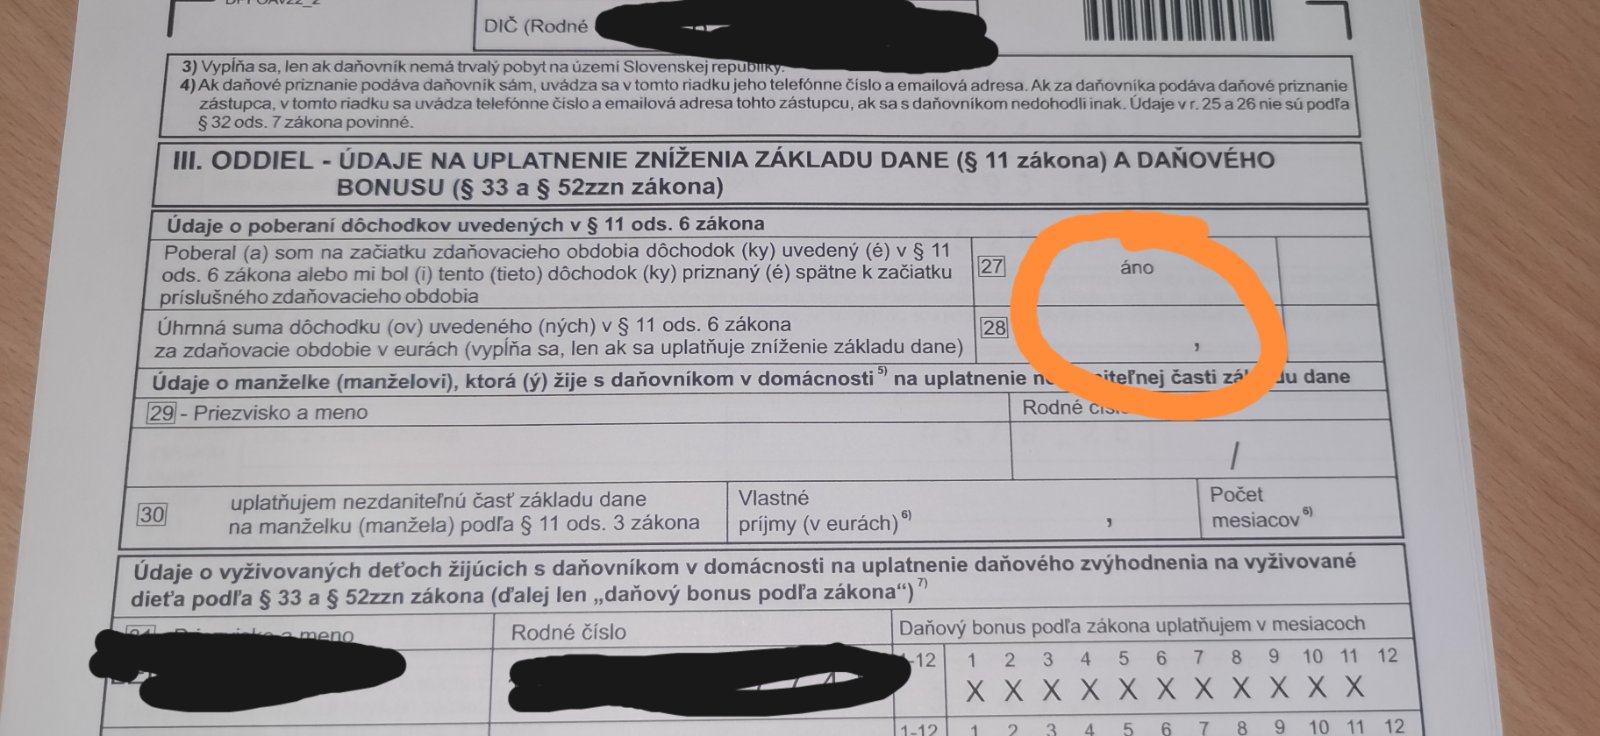 DIČ (Rodné
3) Vypĺňa sa, len ak daňovník nemá trvalý pobyt na území Slovenskej republiky.
4) Ak daňové priznanie podáva daňovník sám, uvádza sa v tomto riadku jeho telefónne číslo a emailová adresa. Ak za daňovníka podáva daňové priznanie
zástupca, v tomto riadku sa uvádza telefónne číslo a emailová adresa tohto zástupcu, ak sa s daňovníkom nedohodli inak. Údaje v r. 25 a 26 nie sú podľa
§ 32 ods. 7 zákona povinné.
III. ODDIEL - ÚDAJE NA UPLATNENIE ZNÍŽENIA ZÁKLADU DANE (§ 11 zákona) A DAŇOVÉHO
BONUSU (§ 33 a § 52zzn zákona)
Údaje o poberaní dôchodkov uvedených v § 11 ods. 6 zákona
Poberal (a) som na začiatku zdaňovacieho obdobia dôchodok (ky) uvedený (é) v § 11
ods. 6 zákona alebo mi bol (i) tento (tieto) dôchodok (ky) priznaný (é) spätne k začiatku
príslušného zdaňovacieho obdobia
27
áno
Úhrnná suma dôchodku (ov) uvedeného (ných) v § 11 ods. 6 zákona
za zdaňovacie obdobie v eurách (vypĺňa sa, len ak sa uplatňuje zníženie základu dane)
28
,
Údaje o manželke (manželovi), ktorá (ý) žije s daňovníkom v domácnosti 5) na uplatnenie dane
29 - Priezvisko a meno
Rodné
/
30
uplatňujem nezdaniteľnú časť základu dane
na manželku (manžela) podľa § 11 ods. 3 zákona
Vlastné
príjmy (v eurách) 6)
,
Počet
mesiacov 6)
Údaje o vyživovaných deťoch žijúcich s daňovníkom v domácnosti na uplatnenie daňového zvýhodnenia na vyživované
dieťa podľa § 33 a § 52zzn zákona (ďalej len „daňový bonus podľa zákona“) 7)
meno
Rodné číslo
Daňový bonus podľa zákona uplatňujem v mesiacoch
-12 1 2 3 4 5 6 7 8 9 10 11 12
X X X X X X X X X X X
1-12 1 2 3 4 5 6 7 8 9 10 11 12